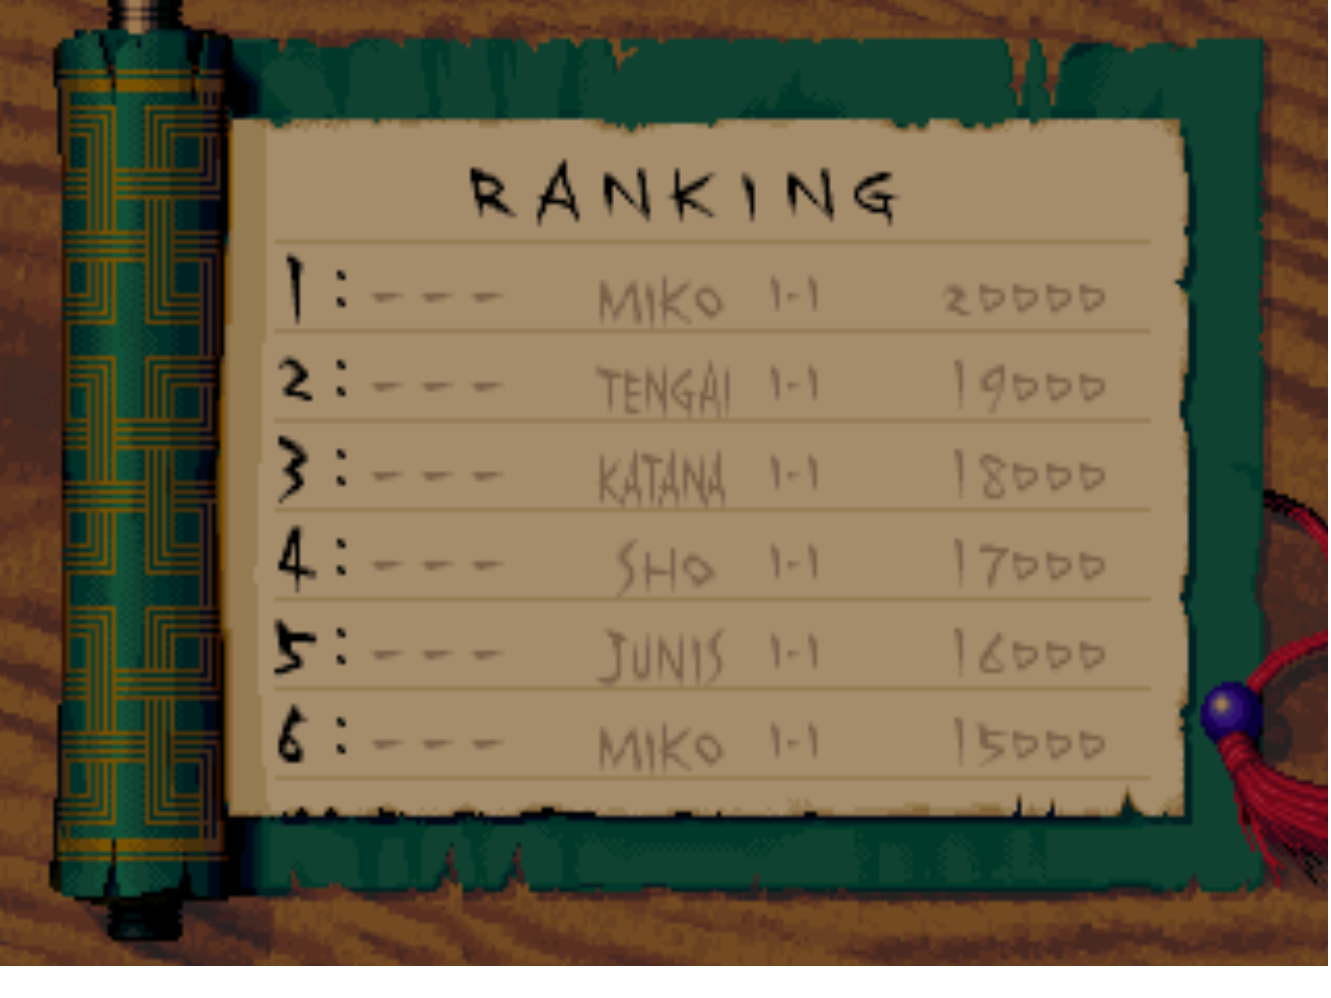 RANKING
1: --- MIKO 1-1 20000
2: --- TENGAI 1-1 19000
3: --- KATANA 1-1 18000
4: --- SHO 1-1 17000
5: --- JUNIS 1-1 16000
6: --- MIKO 1-1 15000